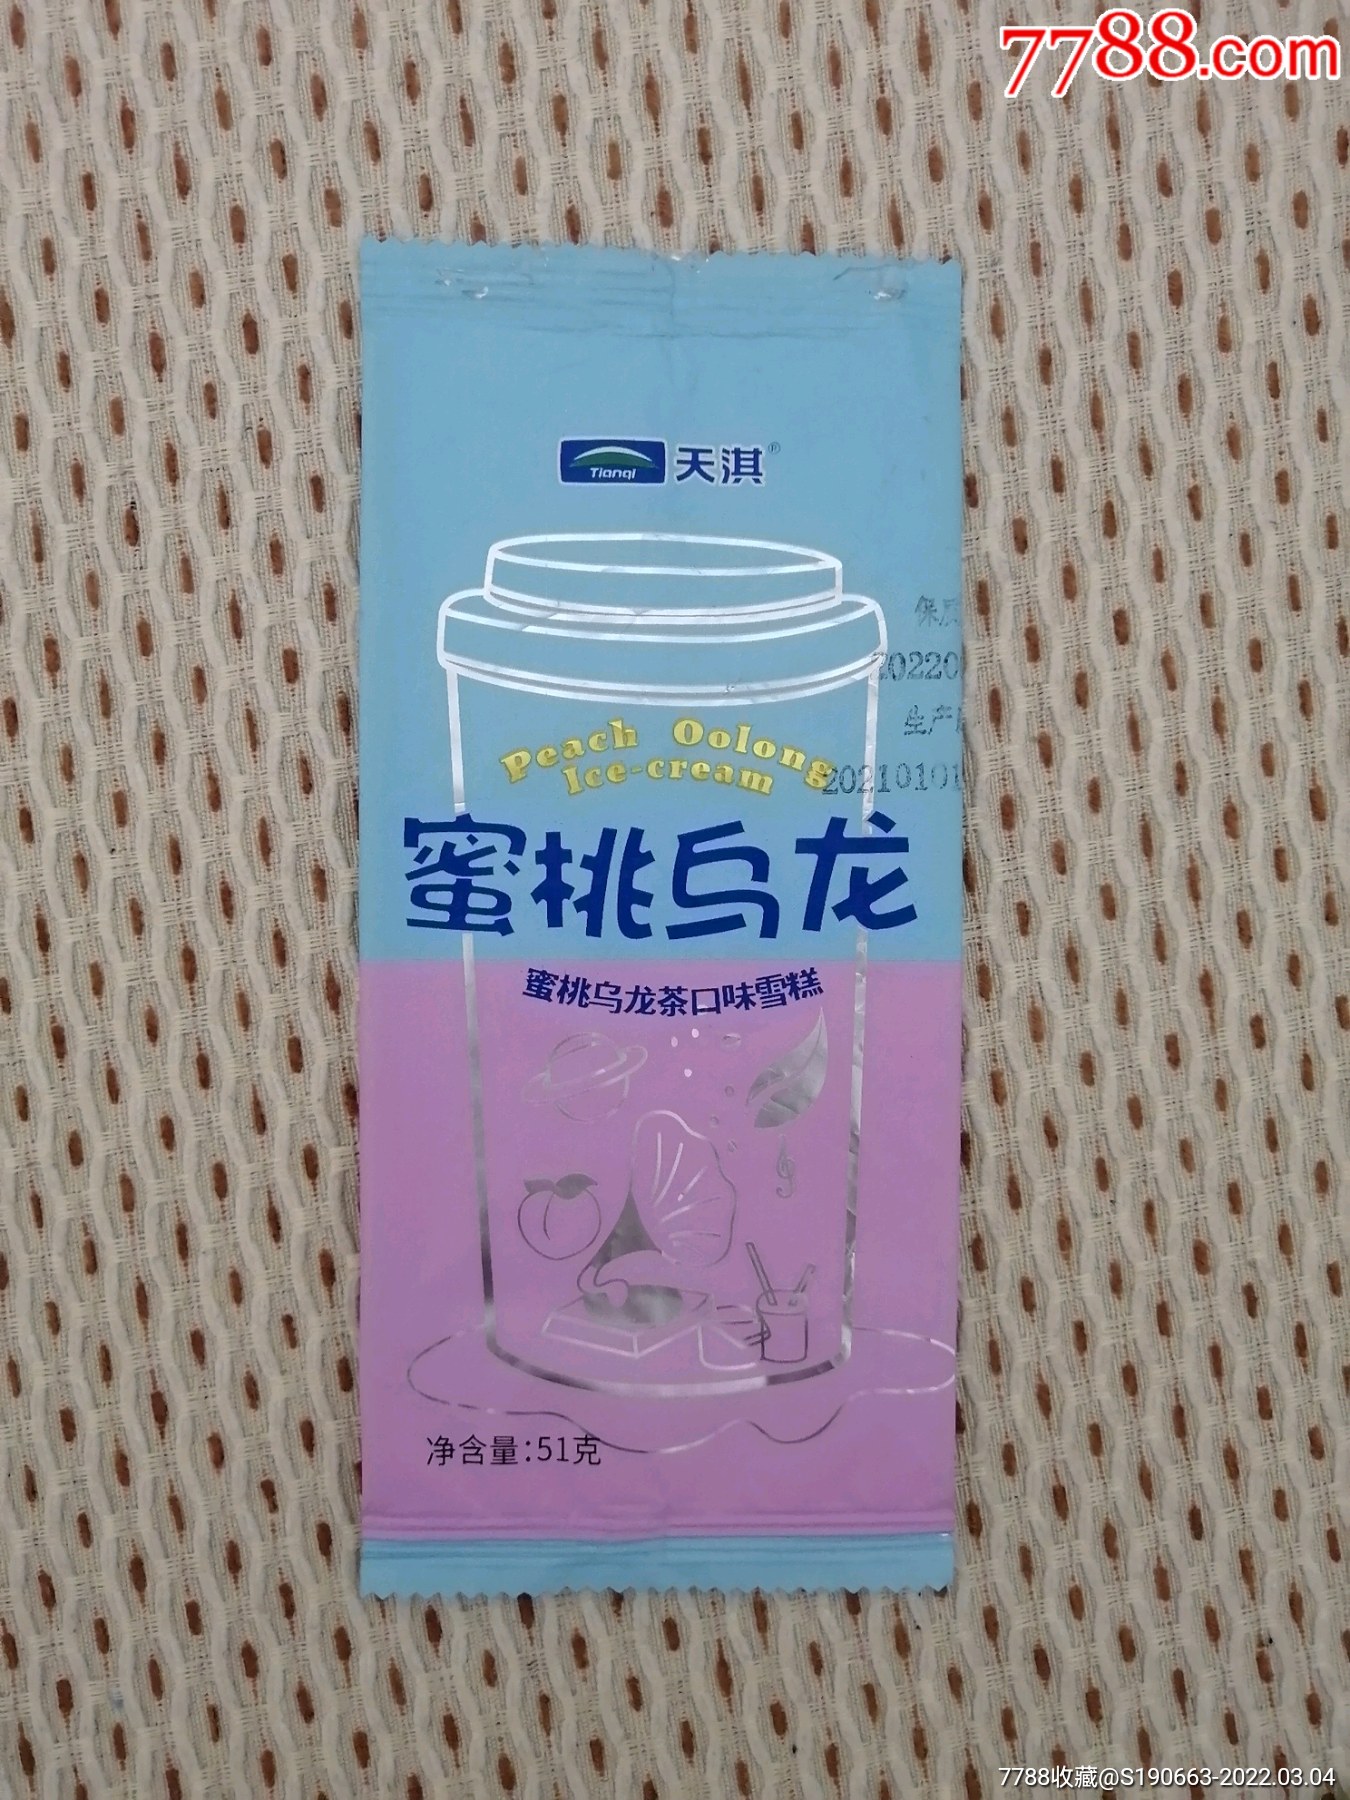 7788.com
Tianqi 天淇®
保质
20220
生产
Peach Oolong
Ice-cream
20210101
蜜桃乌龙
蜜桃乌龙茶口味雪糕
净含量:51克
7788收藏@S190663-2022.03.04